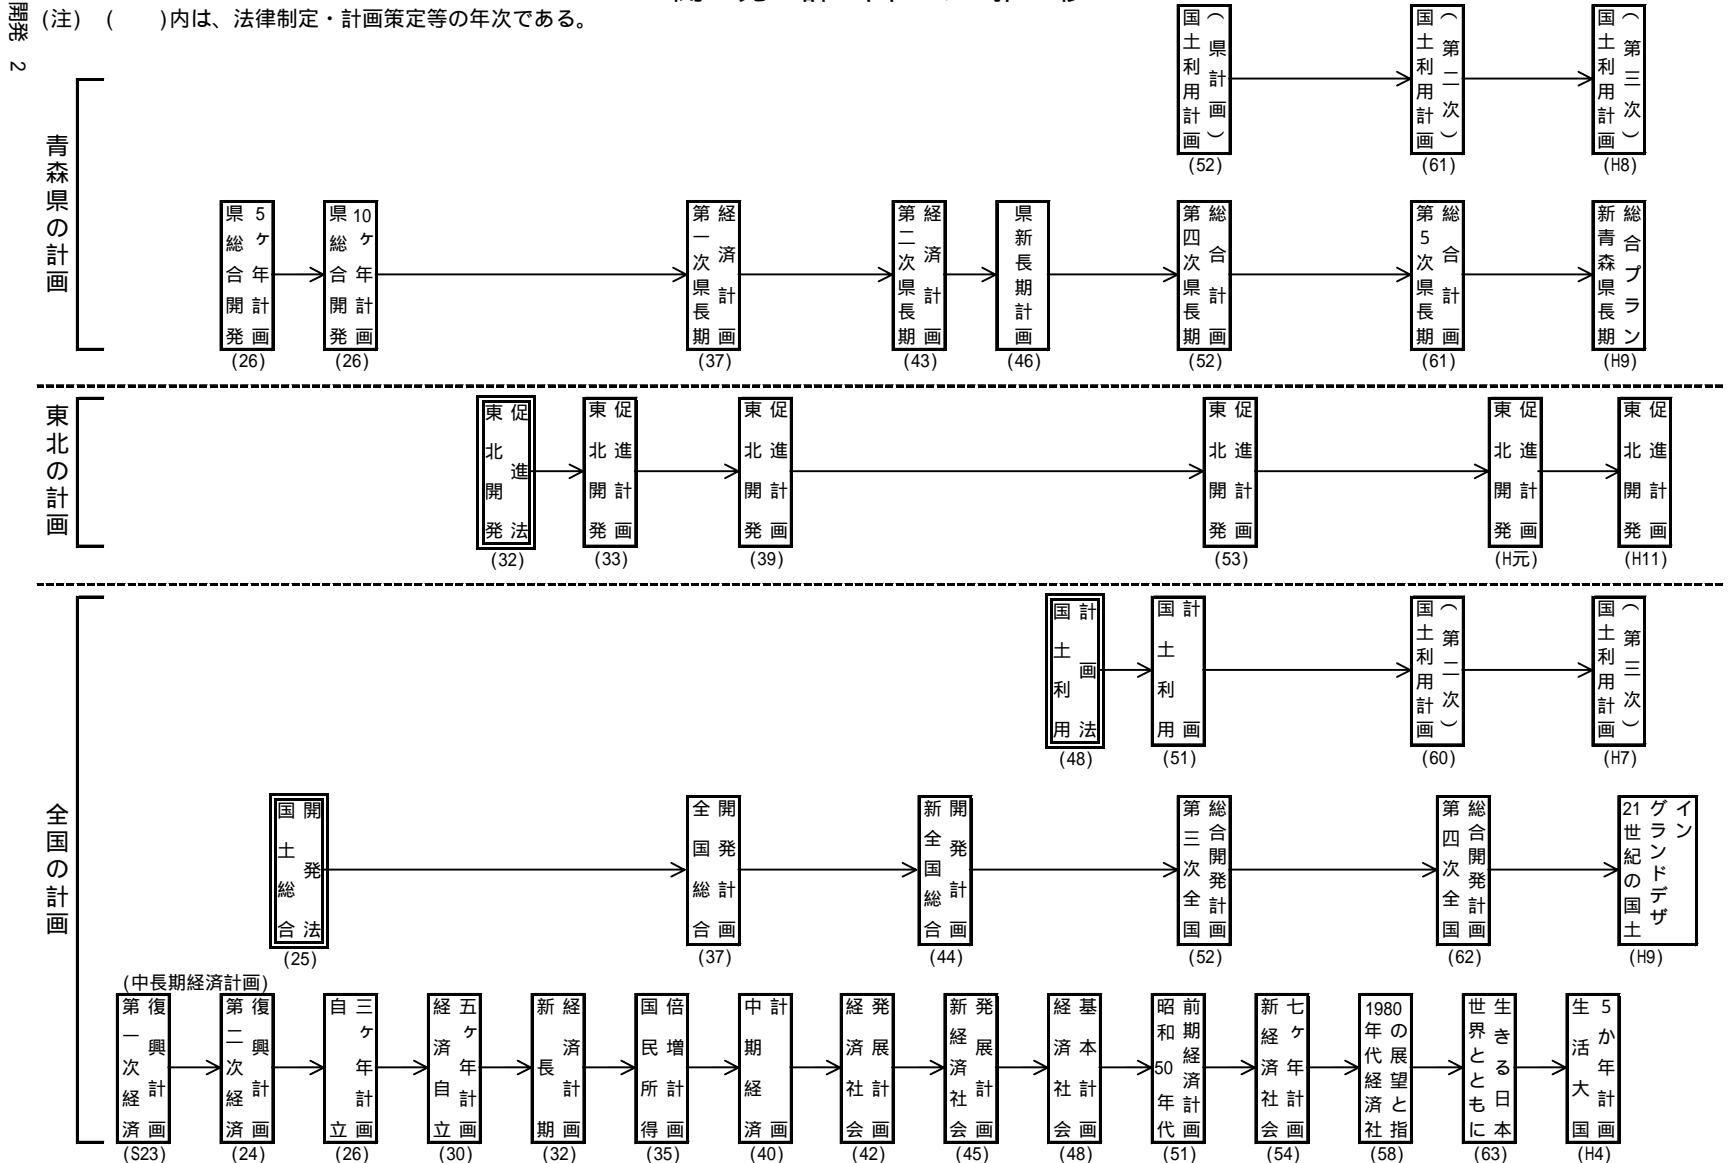 開発 2
(注) (　　)内は、法律制定・計画策定等の年次である。
青森県の計画
国土利用計画
(県計画)
(52)
国土利用計画
(第二次)
(61)
国土利用計画
(第三次)
(H8)
県総合開発
5ヶ年計画
(26)
県総合開発
10ヶ年計画
(26)
第一次県長期
経済計画
(37)
第二次県長期
経済計画
(43)
県新長期計画
(46)
第四次県長期
総合計画
(52)
第5次県長期
総合計画
(61)
新青森県長期
総合プラン
(H9)
東北の計画
東北開発
促進法
(32)
東北開発
促進計画
(33)
東北開発
促進計画
(39)
東北開発
促進計画
(53)
東北開発
促進計画
(H元)
東北開発
促進計画
(H11)
全国の計画
国土利用
計画法
(48)
国土利用
計画
(51)
国土利用計画
(第二次)
(60)
国土利用計画
(第三次)
(H7)
国土総合
開発法
(25)
全国総合
開発計画
(37)
新全国総合
開発計画
(44)
第三次全国
総合開発計画
(52)
第四次全国
総合開発計画
(62)
21世紀の国土
グランドデザ
イン
(H9)
(中長期経済計画)
第一次経済
復興計画
(S23)
第二次経済
復興計画
(24)
自立
三ヶ年計画
(26)
経済自立
五ヶ年計画
(30)
新長期
経済計画
(32)
国民所得
倍増計画
(35)
中期経済
計画
(40)
経済社会
発展計画
(42)
新経済社会
発展計画
(45)
経済社会
基本計画
(48)
昭和50年代
前期経済計画
(51)
新経済社会
七ヶ年計画
(54)
1980年代経済社
の展望と指
(58)
世界とともに
生きる日本
(63)
生活大国
5か年計画
(H4)